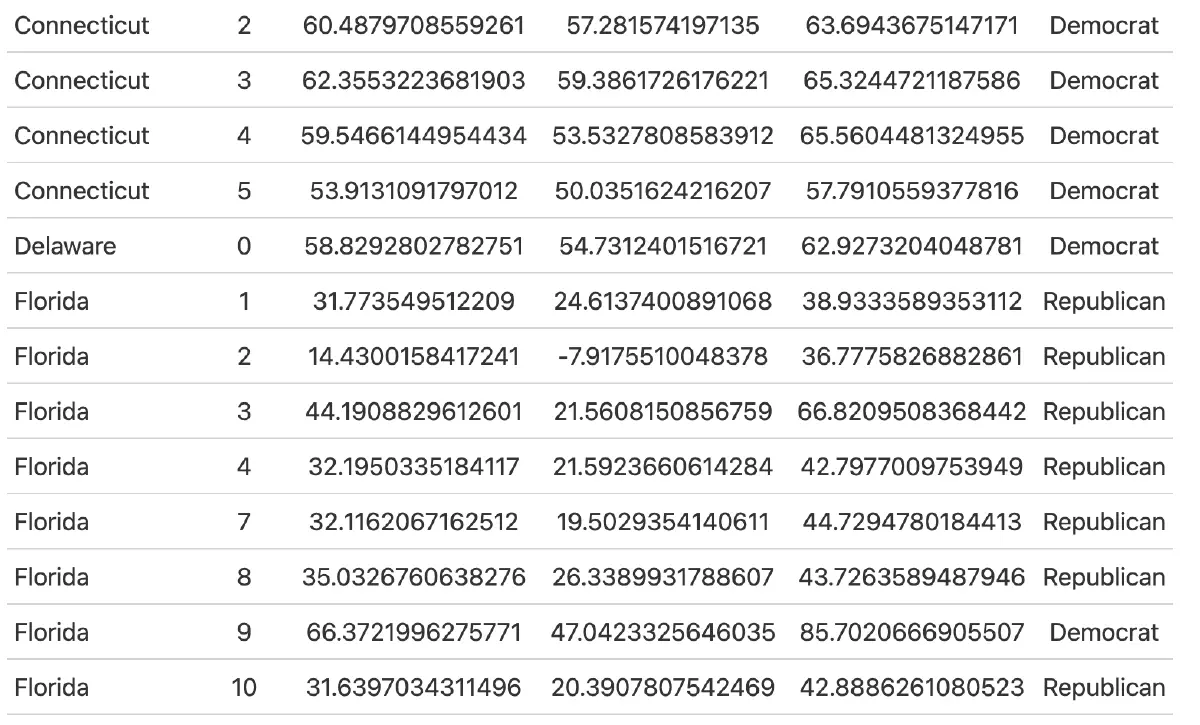 Connecticut 2 60.4879708559261 57.281574197135 63.6943675147171 Democrat
Connecticut 3 62.3553223681903 59.3861726176221 65.3244721187586 Democrat
Connecticut 4 59.5466144954434 53.5327808583912 65.5604481324955 Democrat
Connecticut 5 53.9131091797012 50.0351624216207 57.7910559377816 Democrat
Delaware 0 58.8292802782751 54.7312401516721 62.9273204048781 Democrat
Florida 1 31.773549512209 24.6137400891068 38.9333589353112 Republican
Florida 2 14.4300158417241 -7.9175510048378 36.7775826882861 Republican
Florida 3 44.1908829612601 21.5608150856759 66.8209508368442 Republican
Florida 4 32.1950335184117 21.5923660614284 42.7977009753949 Republican
Florida 7 32.1162067162512 19.5029354140611 44.7294780184413 Republican
Florida 8 35.0326760638276 26.3389931788607 43.7263589487946 Republican
Florida 9 66.3721996275771 47.0423325646035 85.7020666905507 Democrat
Florida 10 31.6397034311496 20.3907807542469 42.8886261080523 Republican